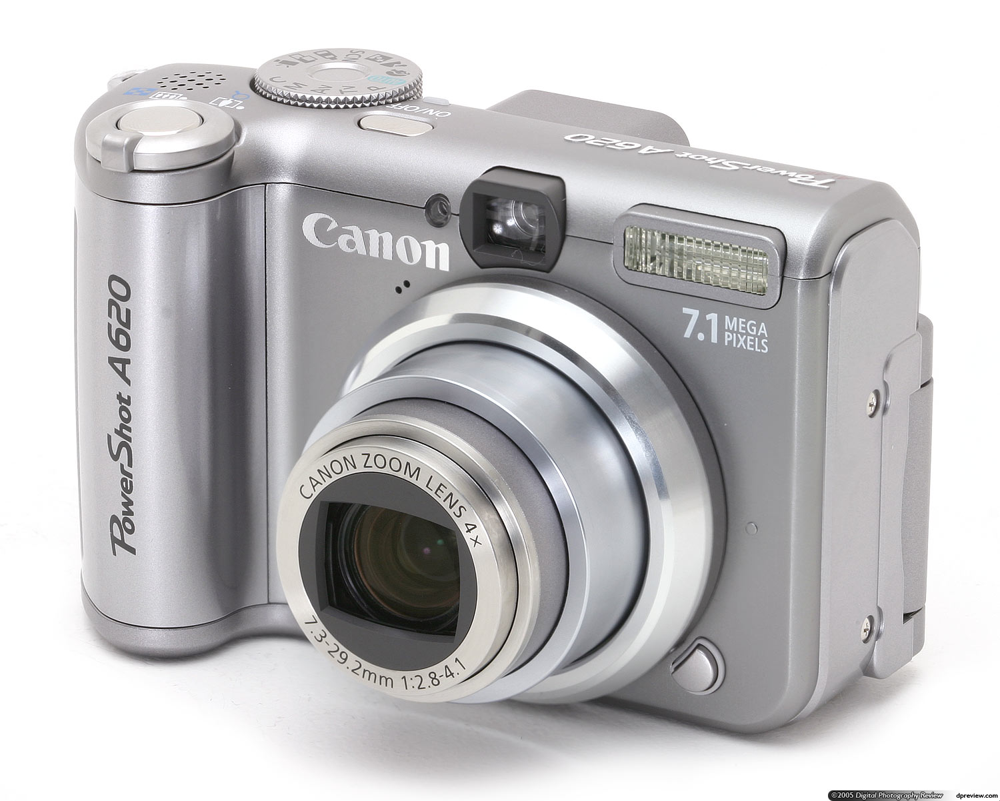 ON/OFF
PowerShot A620
Canon
7.1 MEGA
PIXELS
PowerShot A620
CANON ZOOM LENS 4x
7.3-29.2mm 1:2.8-4.1
©2005 Digital Photography Review dpreview.com